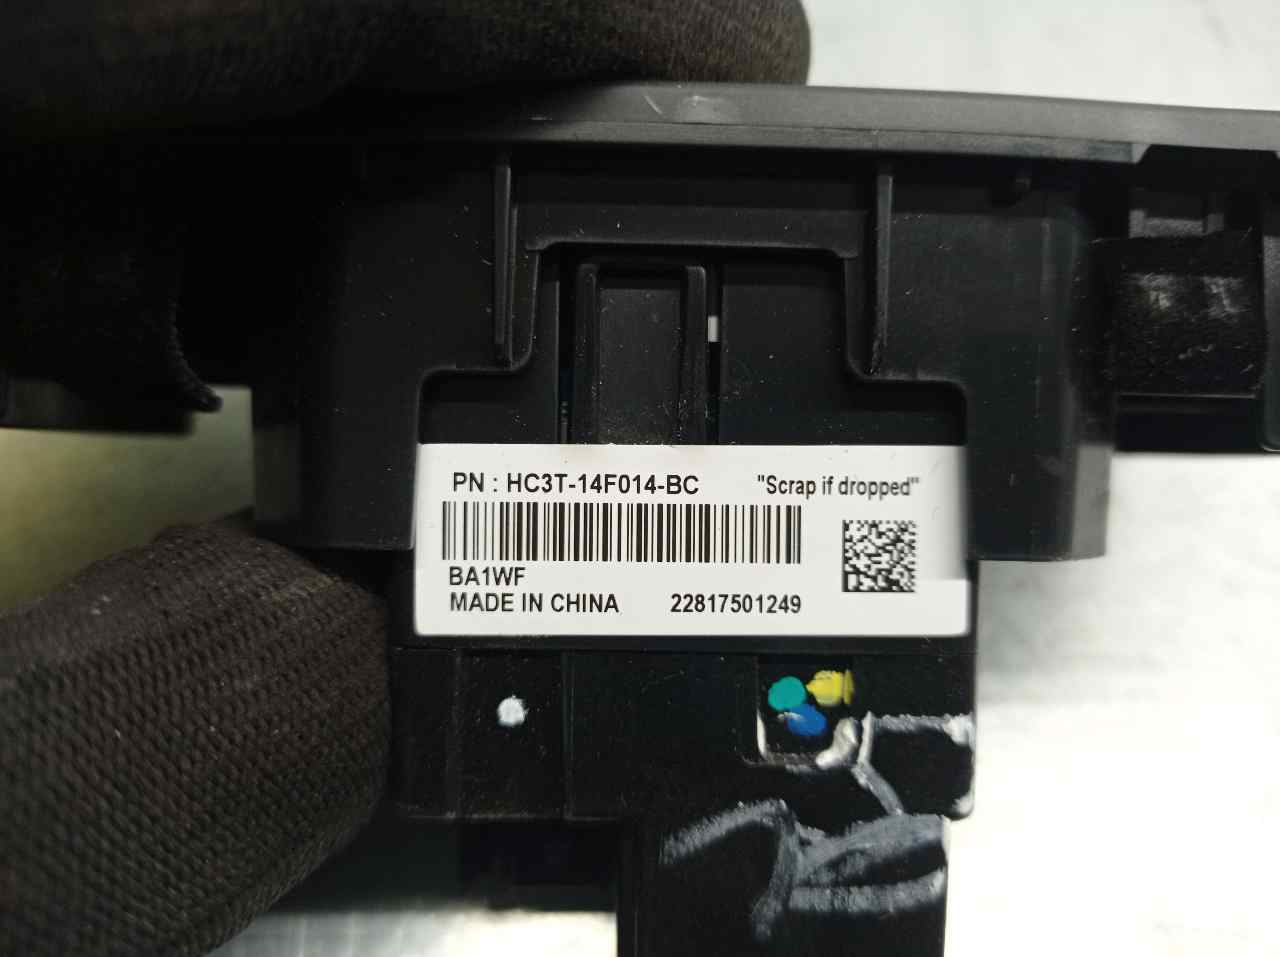 PN : HC3T-14F014-BC "Scrap if dropped"
BA1WF
MADE IN CHINA 22817501249